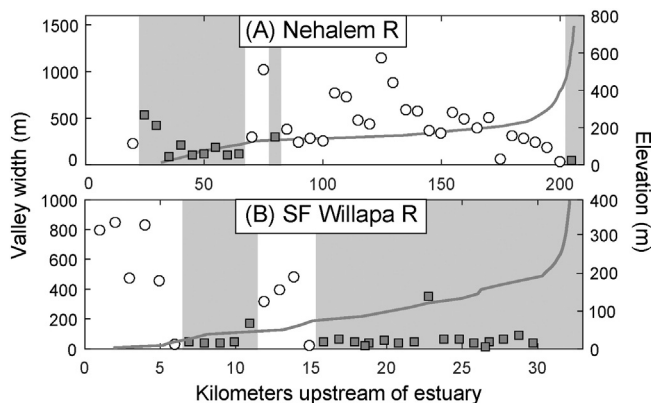 (A) Nehalem R
1500
1000
500
0
800
600
400
200
0
0 50 100 150 200
Valley width (m)
Elevation (m)
(B) SF Willapa R
1000
800
600
400
200
0
400
300
200
100
0
0 5 10 15 20 25 30
Kilometers upstream of estuary